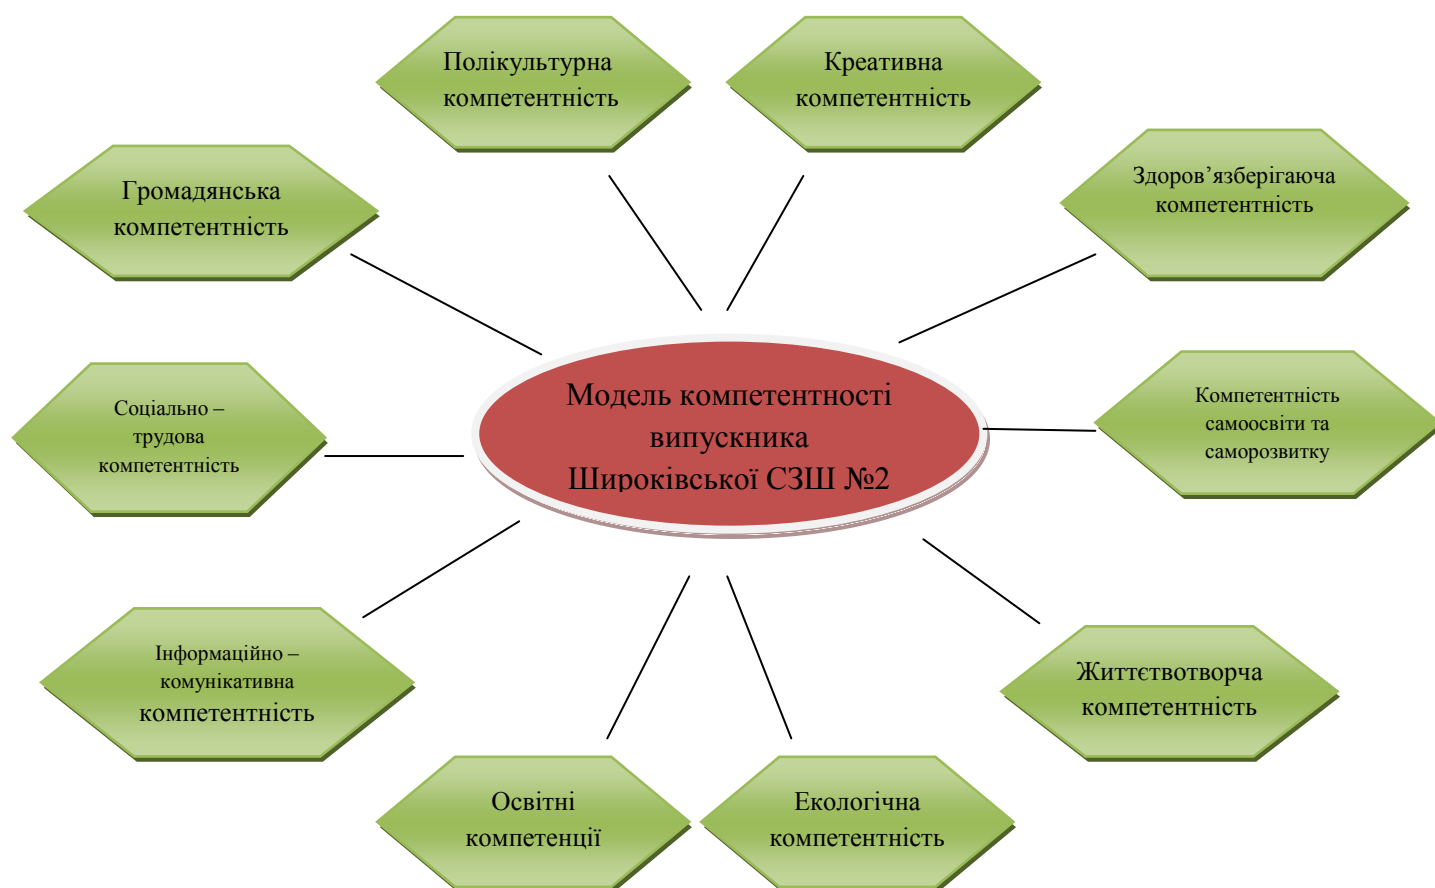 Полікультурна
компетентність
Креативна
компетентність
Громадянська
компетентність
Здоров’язберігаюча
компетентність
Соціально –
трудова
компетентність
Модель компетентності
випускника
Широківської СЗШ №2
Компетентність
самоосвіти та
саморозвитку
Інформаційно –
комунікативна
компетентність
Життєтвотворча
компетентність
Освітні
компетенції
Екологічна
компетентність